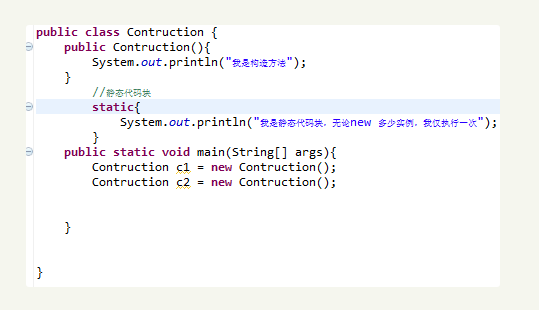 public class Contruction {
public Contruction(){
System.out.println("我是构造方法");
}
//静态代码块
static{
System.out.println("我是静态代码块，无论new 多少实例，我仅执行一次");
}
public static void main(String[] args){
Contruction c1 = new Contruction();
Contruction c2 = new Contruction();
}
}